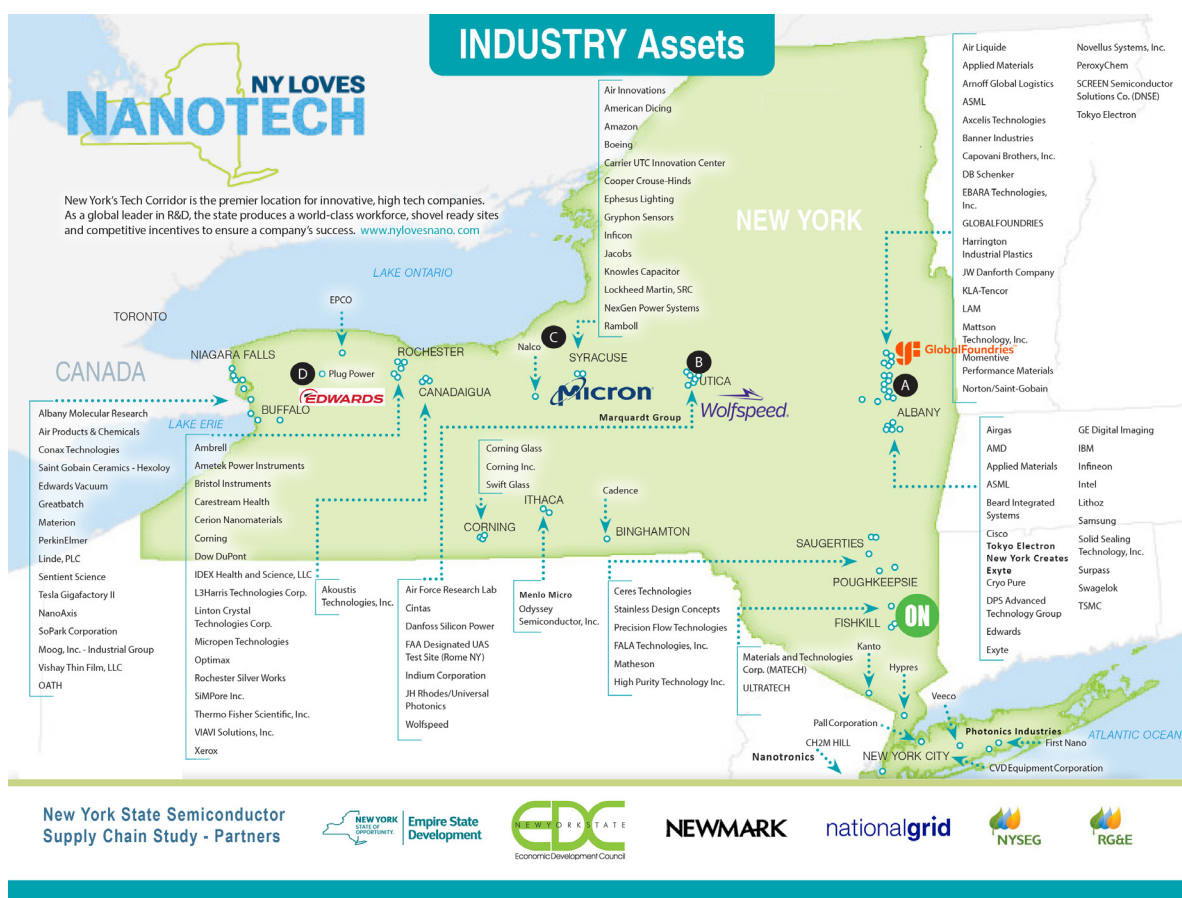 INDUSTRY Assets
NY LOVES
NANOTECH
New York's Tech Corridor is the premier location for innovative, high tech companies.
As a global leader in R&D, the state produces a world-class workforce, shovel ready sites
and competitive incentives to ensure a company's success. www.nylovesnano. com
Air Innovations
American Dicing
Amazon
Boeing
Carrier UTC Innovation Center
Cooper Crouse-Hinds
Ephesus Lighting
Gryphon Sensors
Inficon
Jacobs
Knowles Capacitor
Lockheed Martin, SRC
NexGen Power Systems
Ramboll
Air Liquide
Applied Materials
Arnoff Global Logistics
ASML
Axcelis Technologies
Banner Industries
Capovani Brothers, Inc.
DB Schenker
EBARA Technologies,
Inc.
GLOBALFOUNDRIES
Harrington
Industrial Plastics
JW Danforth Company
KLA-Tencor
LAM
Mattson
Technology, Inc.
Momentive
Performance Materials
Norton/Saint-Gobain
Novellus Systems, Inc.
PeroxyChem
SCREEN Semiconductor
Solutions Co. (DNSE)
Tokyo Electron
NEW YORK
LAKE ONTARIO
TORONTO
CANADA
EPCO
NIAGARA FALLS
ROCHESTER
Nalco
C
SYRACUSE
B
UTICA
GF
GlobalFoundries™
A
ALBANY
D
Plug Power
EDWARDS
CANADAIGUA
Micron
Marquardt Group
Wolfspeed
BUFFALO
LAKE ERIE
Albany Molecular Research
Air Products & Chemicals
Conax Technologies
Saint Gobain Ceramics - Hexoloy
Edwards Vacuum
Greatbatch
Materion
PerkinElmer
Linde, PLC
Sentient Science
Tesla Gigafactory II
NanoAxis
SoPark Corporation
Moog, Inc. - Industrial Group
Vishay Thin Film, LLC
OATH
Ambrell
Ametek Power Instruments
Bristol Instruments
Carestream Health
Cerion Nanomaterials
Corning
Dow DuPont
IDEX Health and Science, LLC
L3Harris Technologies Corp.
Linton Crystal
Technologies Corp.
Micropen Technologies
Optimax
Rochester Silver Works
SiMPore Inc.
Thermo Fisher Scientific, Inc.
VIAVI Solutions, Inc.
Xerox
Akoustis
Technologies, Inc.
Corning Glass
Corning Inc.
Swift Glass
CORNING
ITHACA
Cadence
BINGHAMTON
Air Force Research Lab
Cintas
Danfoss Silicon Power
FAA Designated UAS
Test Site (Rome NY)
Indium Corporation
JH Rhodes/Universal
Photonics
Wolfspeed
Menlo Micro
Odyssey
Semiconductor, Inc.
Ceres Technologies
Stainless Design Concepts
Precision Flow Technologies
FALA Technologies, Inc.
Matheson
High Purity Technology Inc.
SAUGERTIES
POUGHKEEPSIE
FISHKILL
ON
Materials and Technologies
Corp. (MATECH)
ULTRATECH
Airgas
AMD
Applied Materials
ASML
Beard Integrated
Systems
Cisco
Tokyo Electron
New York Creates
Exyte
Cryo Pure
DPS Advanced
Technology Group
Edwards
Exyte
GE Digital Imaging
IBM
Infineon
Intel
Lithoz
Samsung
Solid Sealing
Technology, Inc.
Surpass
Swagelok
TSMC
Kanto
Hypres
Veeco
Pall Corporation
CH2M HILL
Nanotronics
NEW YORK CITY
Photonics Industries
First Nano
CVD Equipment Corporation
ATLANTIC OCEAN
New York State Semiconductor
Supply Chain Study - Partners
NEW YORK
STATE OF
OPPORTUNITY.
Empire State
Development
EDC
NEW YORK STATE
Economic Development Council
NEWMARK
nationalgrid
NYSEG
RG&E